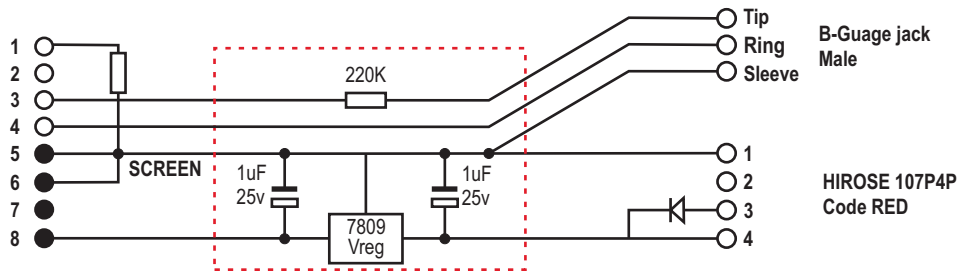 1
2
3
4
5
6
7
8
220K
SCREEN
1uF
25v
7809
Vreg
1uF
25v
Tip
Ring
Sleeve
B-Guage jack
Male
1
2
3
4
HIROSE 107P4P
Code RED